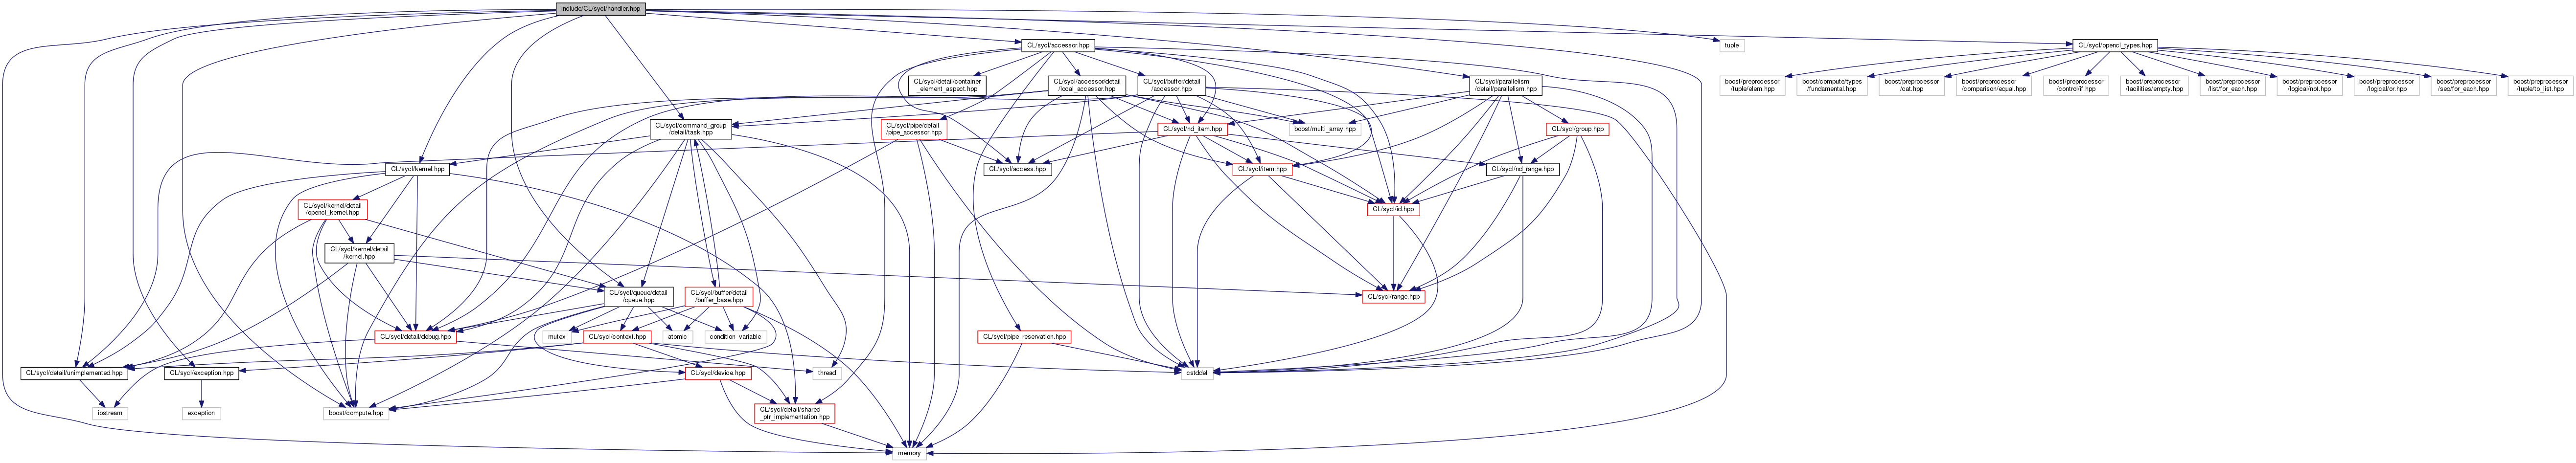 include/CL/sycl/handler.hpp
CL/sycl/accessor.hpp
tuple
CL/sycl/opencl_types.hpp
CL/sycl/detail/container
_element_aspect.hpp
CL/sycl/accessor/detail
/local_accessor.hpp
CL/sycl/buffer/detail
/accessor.hpp
CL/sycl/parallelism
/detail/parallelism.hpp
boost/preprocessor
/tuple/elem.hpp
boost/compute/types
/fundamental.hpp
boost/preprocessor
/cat.hpp
boost/preprocessor
/comparison/equal.hpp
boost/preprocessor
/control/if.hpp
boost/preprocessor
/facilities/empty.hpp
boost/preprocessor
/list/for_each.hpp
boost/preprocessor
/logical/not.hpp
boost/preprocessor
/logical/or.hpp
boost/preprocessor
/seq/for_each.hpp
boost/preprocessor
/tuple/to_list.hpp
CL/sycl/command_group
/detail/task.hpp
CL/sycl/pipe/detail
/pipe_accessor.hpp
CL/sycl/nd_item.hpp
boost/multi_array.hpp
CL/sycl/group.hpp
CL/sycl/kernel.hpp
CL/sycl/access.hpp
CL/sycl/item.hpp
CL/sycl/nd_range.hpp
CL/sycl/kernel/detail
/opencl_kernel.hpp
CL/sycl/id.hpp
CL/sycl/kernel/detail
/kernel.hpp
CL/sycl/queue/detail
/queue.hpp
CL/sycl/buffer/detail
/buffer_base.hpp
CL/sycl/range.hpp
CL/sycl/detail/debug.hpp
mutex
CL/sycl/context.hpp
atomic
condition_variable
CL/sycl/pipe_reservation.hpp
CL/sycl/detail/unimplemented.hpp
CL/sycl/exception.hpp
CL/sycl/device.hpp
thread
cstddef
iostream
exception
boost/compute.hpp
CL/sycl/detail/shared
_ptr_implementation.hpp
memory